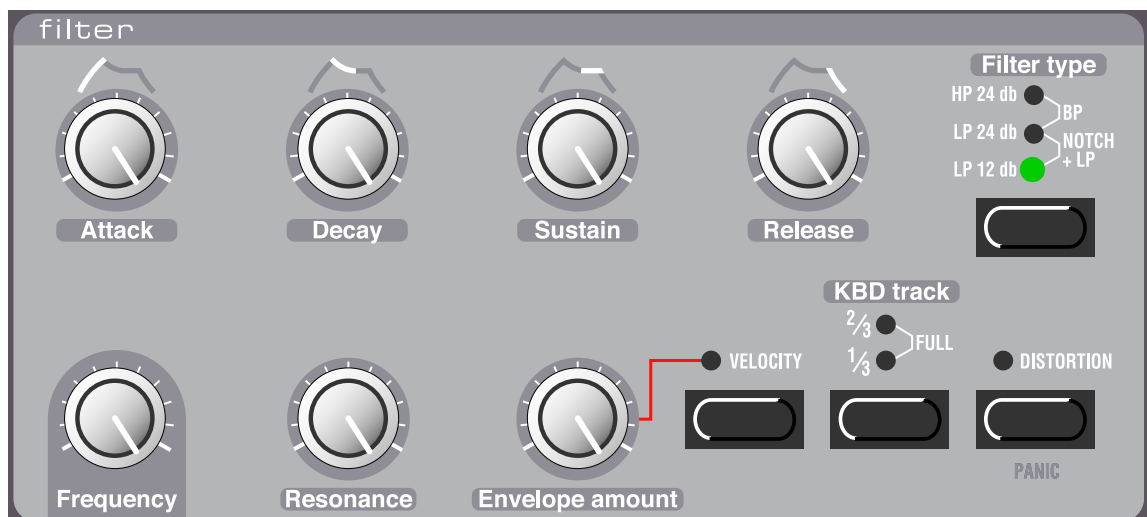 filter
Filter type
HP 24 db
BP
LP 24 db
NOTCH
+ LP
LP 12 db
Attack
Decay
Sustain
Release
KBD track
2/3
FULL
1/3
VELOCITY
DISTORTION
Frequency
Resonance
Envelope amount
PANIC